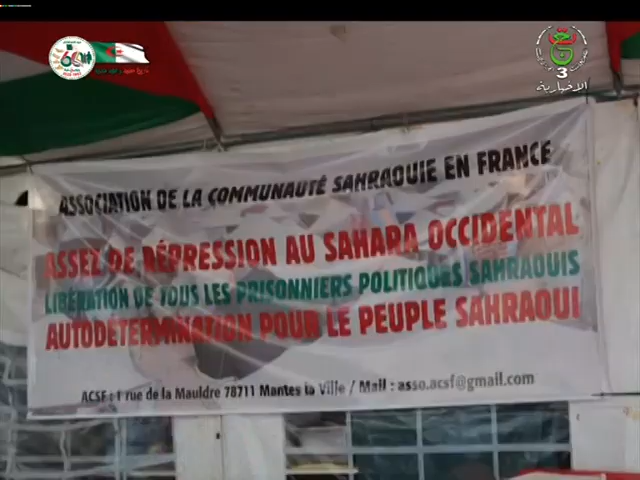 60
3
الإخبارية
ASSOCIATION DE LA COMMUNAUTÉ SAHRAOUIE EN FRANCE
ASSEZ DE RÉPRESSION AU SAHARA OCCIDENTAL
LIBÉRATION DE TOUS LES PRISONNIERS POLITIQUES SAHRAOUIS
AUTODÉTERMINATION POUR LE PEUPLE SAHRAOUI
ACSF : 1 rue de la Mauldre 78711 Mantes la Ville / Mail : asso.acsf@gmail.com